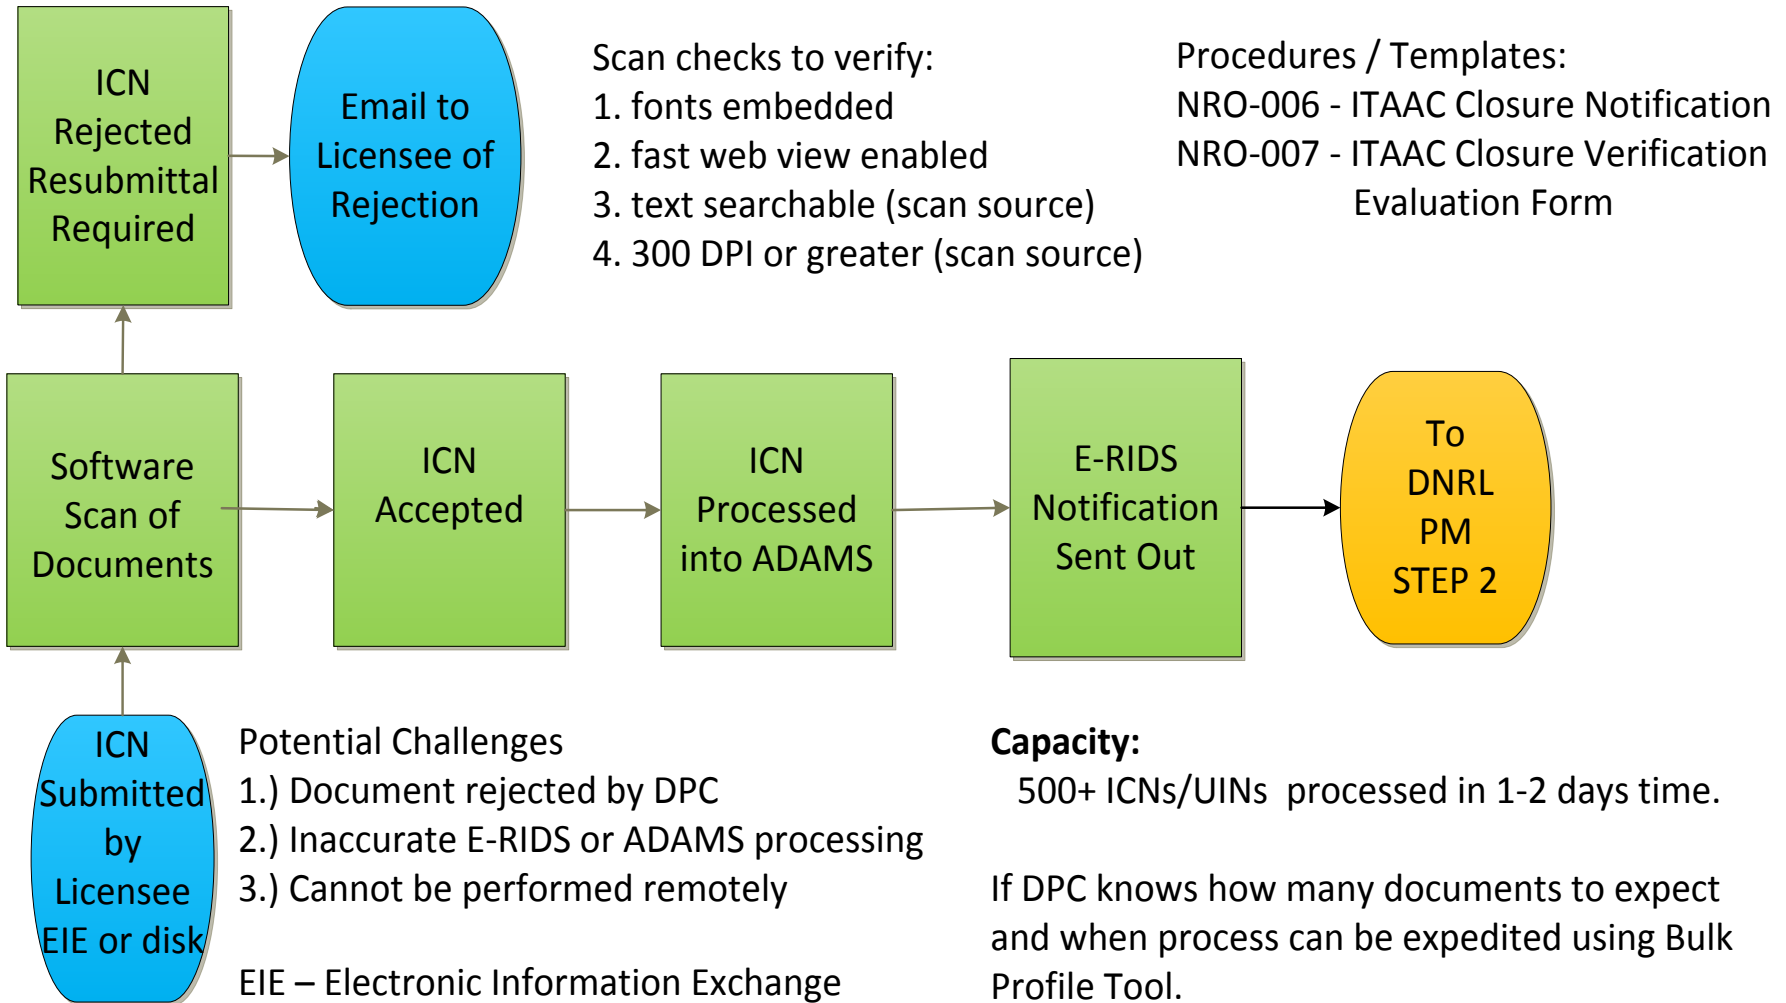 ICN
Rejected
Resubmittal
Required
Email to
Licensee of
Rejection
Scan checks to verify:
1. fonts embedded
2. fast web view enabled
3. text searchable (scan source)
4. 300 DPI or greater (scan source)
Procedures / Templates:
NRO-006 - ITAAC Closure Notification
NRO-007 - ITAAC Closure Verification
Evaluation Form
Software
Scan of
Documents
ICN
Accepted
ICN
Processed
into ADAMS
E-RIDS
Notification
Sent Out
To
DNRL
PM
STEP 2
ICN
Submitted
by
Licensee
EIE or disk
Potential Challenges
1.) Document rejected by DPC
2.) Inaccurate E-RIDS or ADAMS processing
3.) Cannot be performed remotely
EIE – Electronic Information Exchange
Capacity:
500+ ICNs/UINs  processed in 1-2 days time.
If DPC knows how many documents to expect
and when process can be expedited using Bulk
Profile Tool.